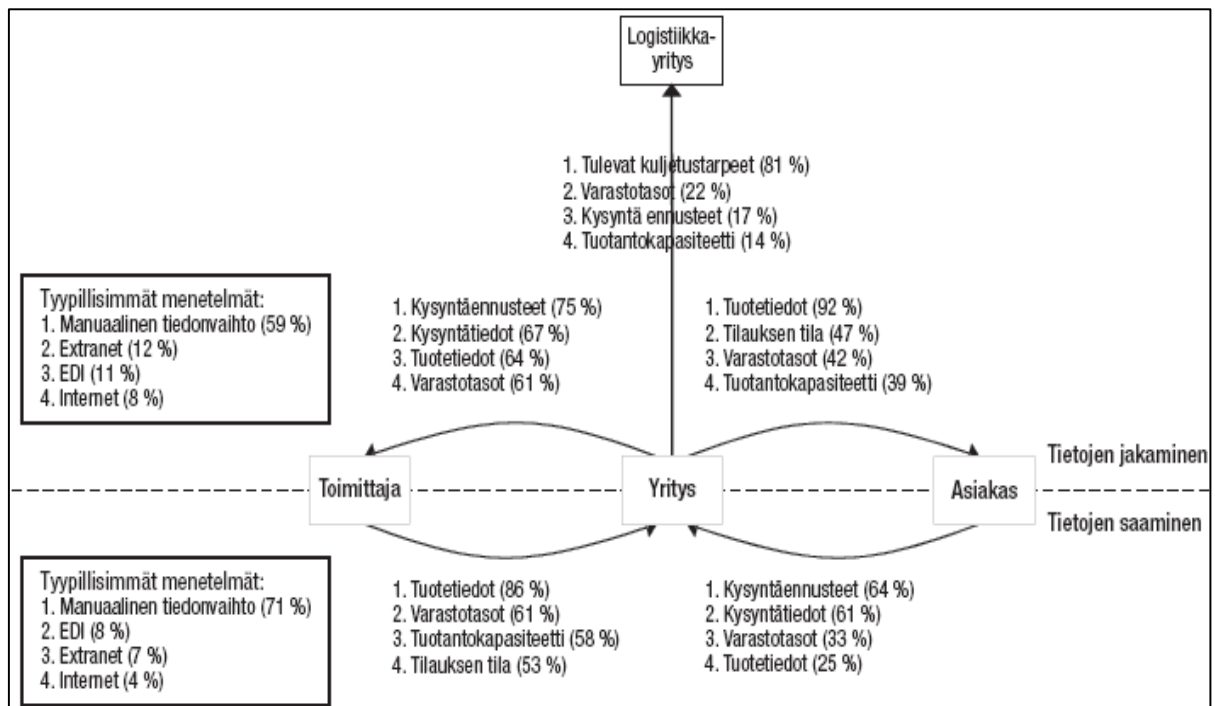 Logistiikka-
yritys
1. Tulevat kuljetustarpeet (81 %)
2. Varastotasot (22 %)
3. Kysyntä ennusteet (17 %)
4. Tuotantokapasiteetti (14 %)
Tyypillisimmät menetelmät:
1. Manuaalinen tiedonvaihto (59 %)
2. Extranet (12 %)
3. EDI (11 %)
4. Internet (8 %)
1. Kysyntäennusteet (75 %)
2. Kysyntätiedot (67 %)
3. Tuotetiedot (64 %)
4. Varastotasot (61 %)
1. Tuotetiedot (92 %)
2. Tilauksen tila (47 %)
3. Varastotasot (42 %)
4. Tuotantokapasiteetti (39 %)
Toimittaja
Yritys
Asiakas
Tietojen jakaminen
Tietojen saaminen
Tyypillisimmät menetelmät:
1. Manuaalinen tiedonvaihto (71 %)
2. EDI (8 %)
3. Extranet (7 %)
4. Internet (4 %)
1. Tuotetiedot (86 %)
2. Varastotasot (61 %)
3. Tuotantokapasiteetti (58 %)
4. Tilauksen tila (53 %)
1. Kysyntäennusteet (64 %)
2. Kysyntätiedot (61 %)
3. Varastotasot (33 %)
4. Tuotetiedot (25 %)